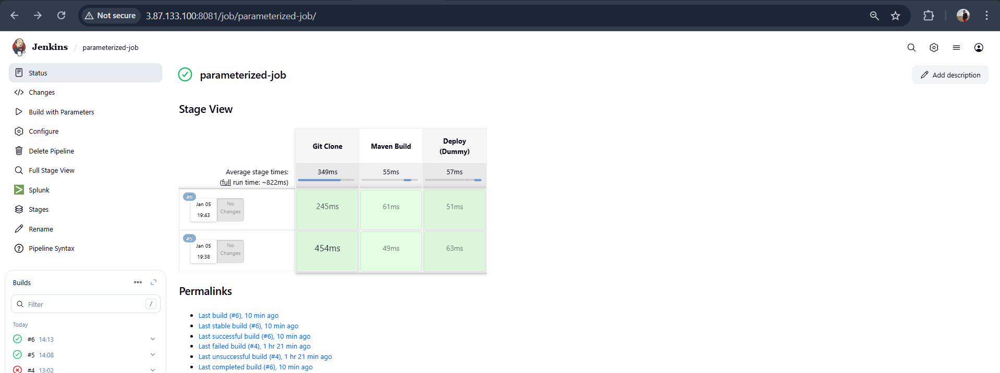 Not secure 3.87.133.100:8081/job/parameterized-job/
Jenkins / parameterized-job
Status
Changes
Build with Parameters
Configure
Delete Pipeline
Full Stage View
Splunk
Stages
Rename
Pipeline Syntax
Builds
Filter /
Today
#6 14:13
#5 14:08
#4 13:02
parameterized-job
Add description
Stage View
Git Clone Maven Build Deploy
(Dummy)
Average stage times: 349ms 55ms 57ms
(full run time: ~822ms)
#6
Jan 05 No
Changes
19:43
245ms 61ms 51ms
#5
Jan 05 No
Changes
19:38
454ms 49ms 63ms
Permalinks
Last build (#6), 10 min ago
Last stable build (#6), 10 min ago
Last successful build (#6), 10 min ago
Last failed build (#4), 1 hr 21 min ago
Last unsuccessful build (#4), 1 hr 21 min ago
Last completed build (#6), 10 min ago